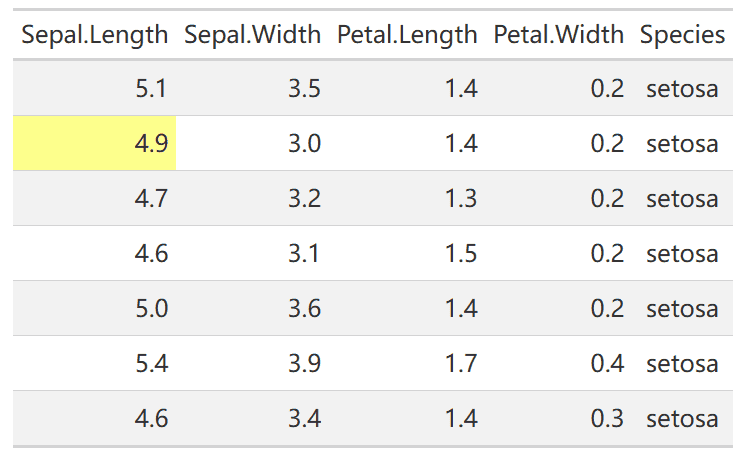 Sepal.Length Sepal.Width Petal.Length Petal.Width Species
5.1 3.5 1.4 0.2 setosa
4.9 3.0 1.4 0.2 setosa
4.7 3.2 1.3 0.2 setosa
4.6 3.1 1.5 0.2 setosa
5.0 3.6 1.4 0.2 setosa
5.4 3.9 1.7 0.4 setosa
4.6 3.4 1.4 0.3 setosa